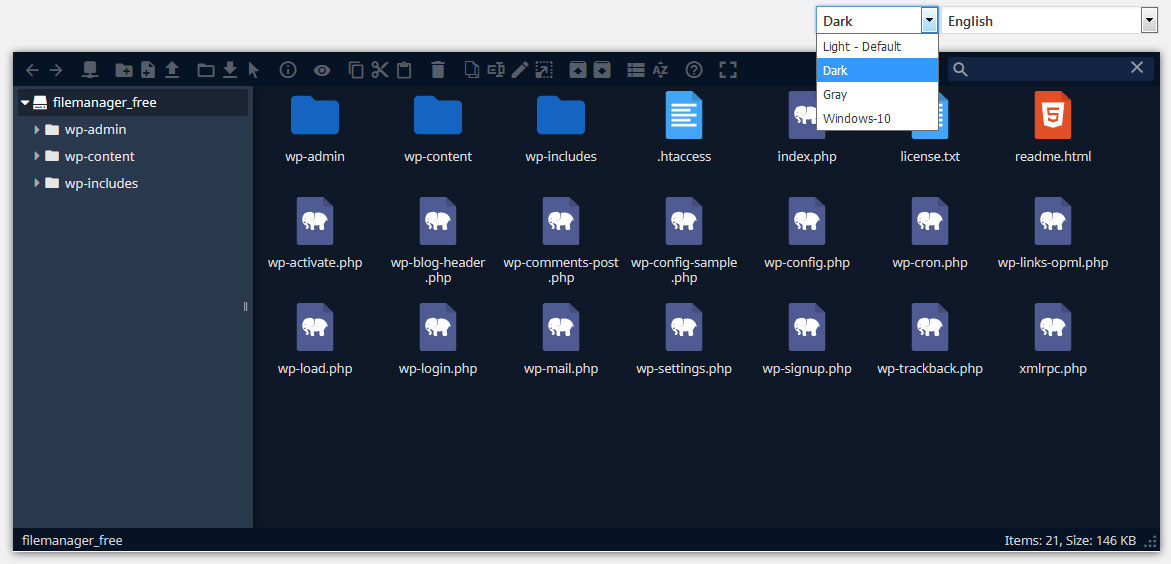 Dark
English
Light - Default
Dark
Gray
Windows-10
filemanager_free
wp-admin
wp-content
wp-includes
wp-admin
wp-content
wp-includes
.htaccess
index.php
license.txt
readme.html
wp-activate.php
wp-blog-header
.php
wp-comments-post
.php
wp-config-sample
.php
wp-config.php
wp-cron.php
wp-links-opml.php
wp-load.php
wp-login.php
wp-mail.php
wp-settings.php
wp-signup.php
wp-trackback.php
xmlrpc.php
filemanager_free
Items: 21, Size: 146 KB